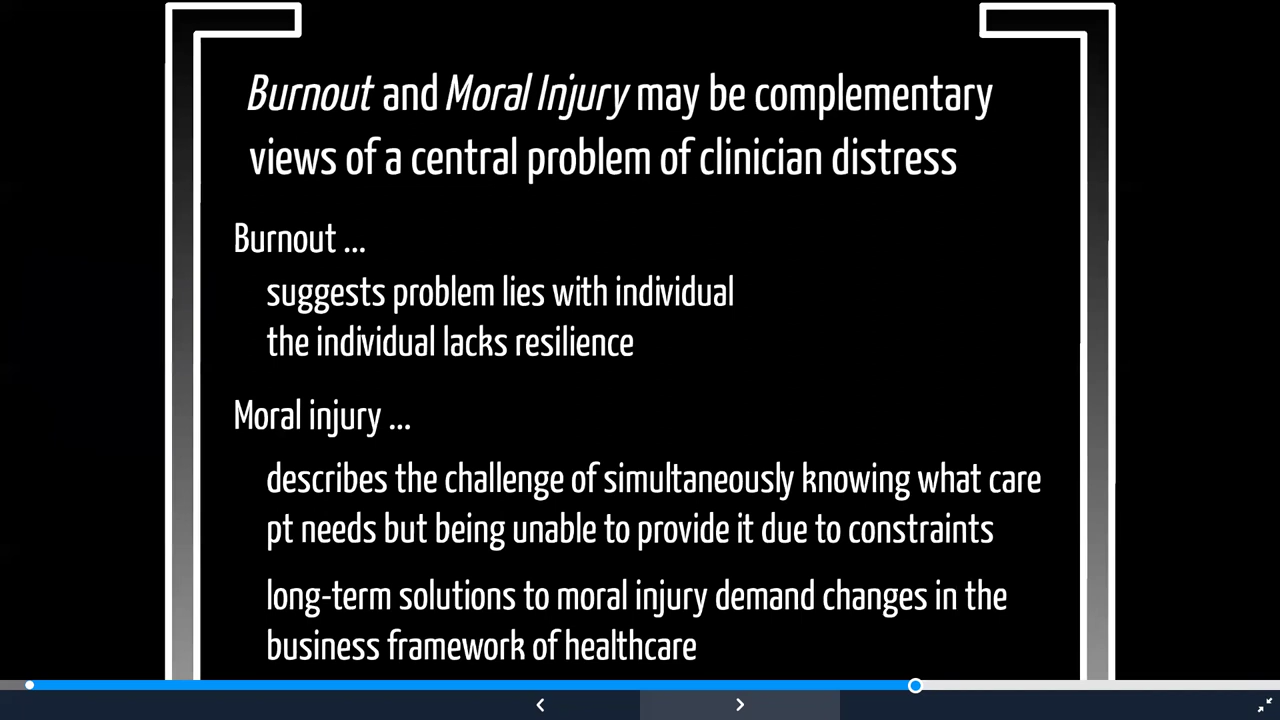 Burnout and Moral Injury may be complementary
views of a central problem of clinician distress
Burnout ...
suggests problem lies with individual
the individual lacks resilience
Moral injury ...
describes the challenge of simultaneously knowing what care
pt needs but being unable to provide it due to constraints
long-term solutions to moral injury demand changes in the
business framework of healthcare